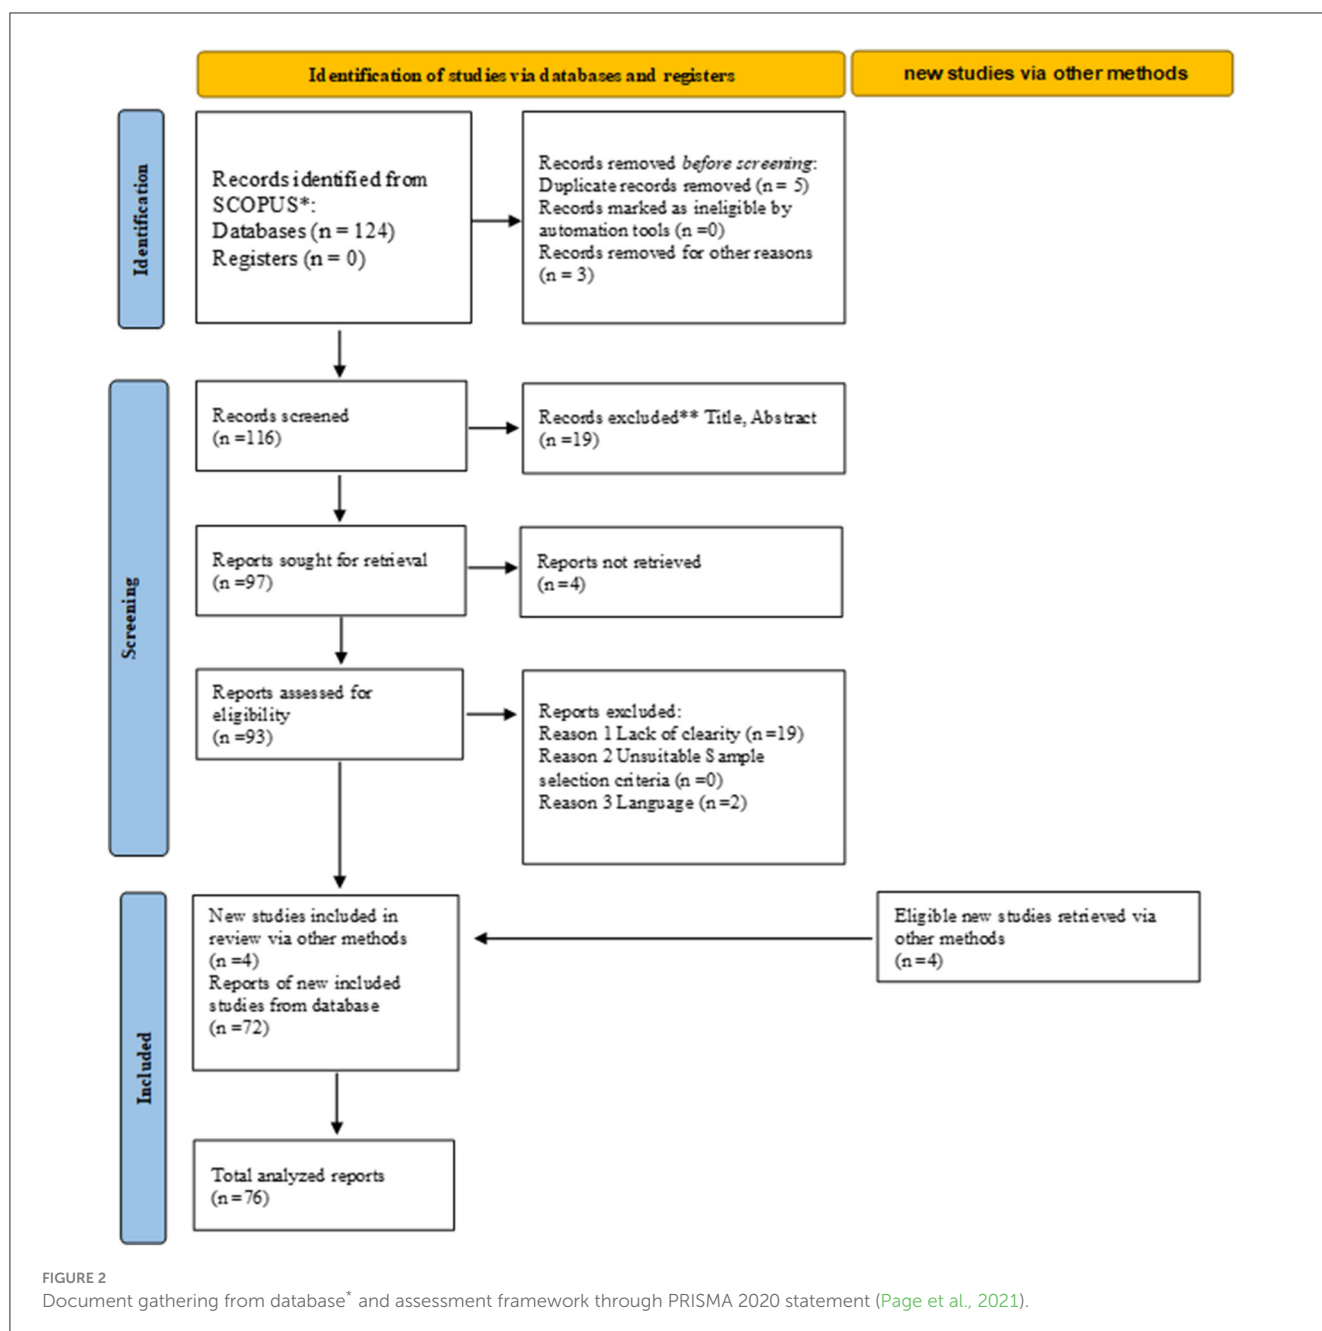 Identification of studies via databases and registers
new studies via other methods
Identification
Records identified from
SCOPUS*:
Databases (n = 124)
Registers (n = 0)
Records removed before screening:
Duplicate records removed (n = 5)
Records marked as ineligible by
automation tools (n =0)
Records removed for other reasons
(n = 3)
Screening
Records screened
(n =116)
Records excluded** Title, Abstract
(n =19)
Reports sought for retrieval
(n =97)
Reports not retrieved
(n =4)
Reports assessed for
eligibility
(n =93)
Reports excluded:
Reason 1 Lack of clearity (n =19)
Reason 2 Unsuitable Sample
selection criteria (n =0)
Reason 3 Language (n =2)
Included
New studies included in
review via other methods
(n =4)
Reports of new included
studies from database
(n =72)
Eligible new studies retrieved via
other methods
(n =4)
Total analyzed reports
(n =76)
FIGURE 2
Document gathering from database* and assessment framework through PRISMA 2020 statement (Page et al., 2021).